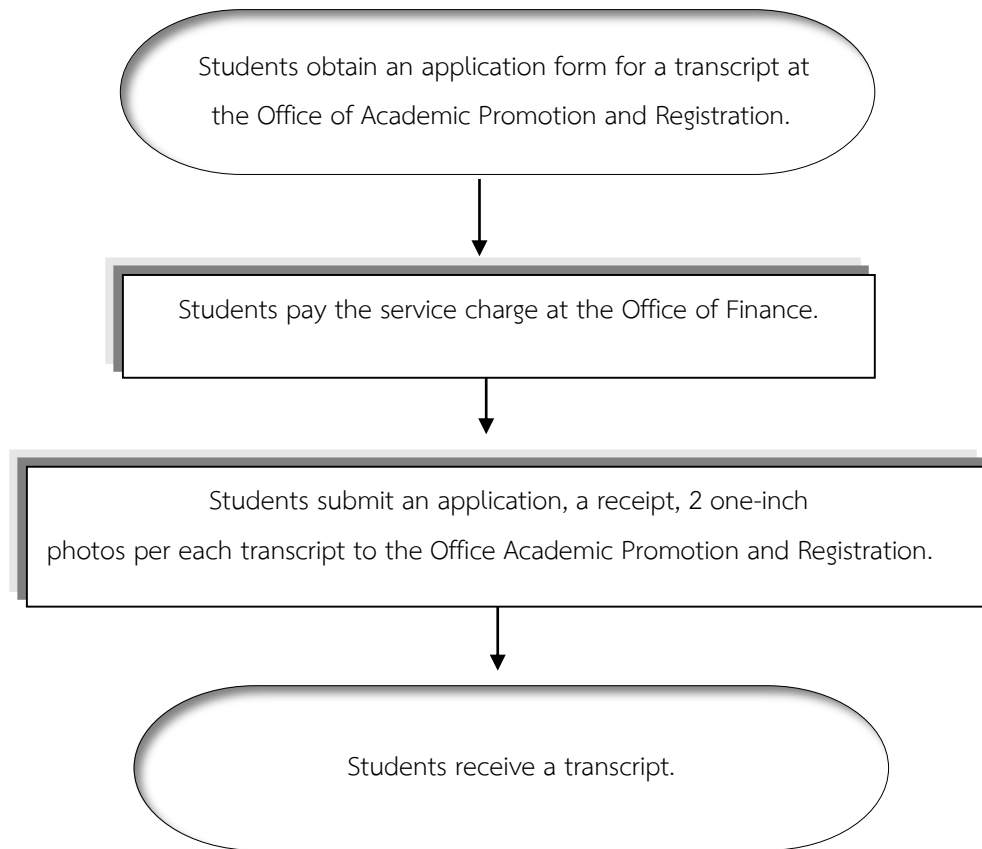 Students obtain an application form for a transcript at
the Office of Academic Promotion and Registration.
Students pay the service charge at the Office of Finance.
Students submit an application, a receipt, 2 one-inch
photos per each transcript to the Office Academic Promotion and Registration.
Students receive a transcript.